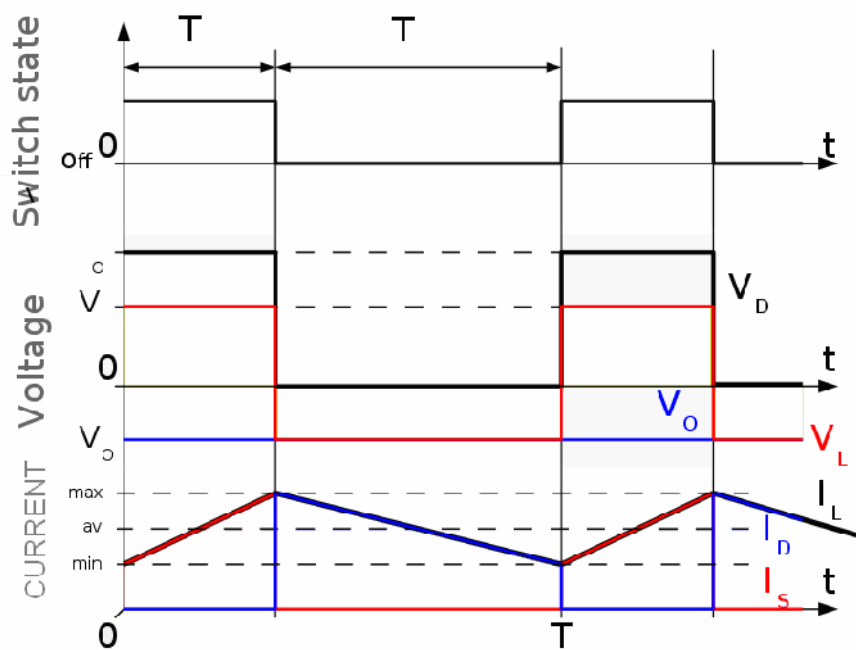 T T
Switch state
0
Off
t
V
V D
Voltage
0
t
V O
V
V L
CURRENT
max
I L
av
I D
min
I S
t
0
T